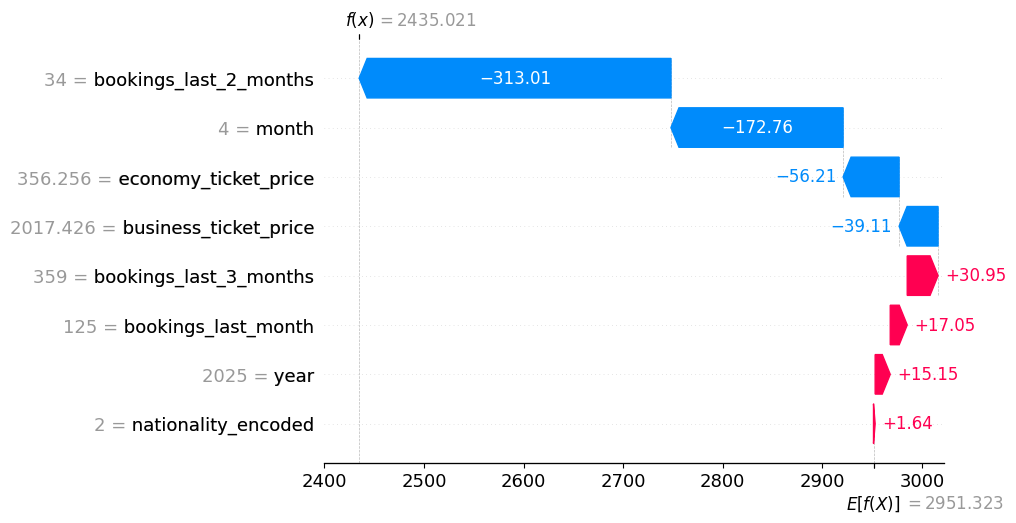 f(x) = 2435.021
34 = bookings_last_2_months −313.01
4 = month −172.76
356.256 = economy_ticket_price −56.21
2017.426 = business_ticket_price −39.11
359 = bookings_last_3_months +30.95
125 = bookings_last_month +17.05
2025 = year +15.15
2 = nationality_encoded +1.64
2400 2500 2600 2700 2800 2900 3000
E[f(X)] = 2951.323